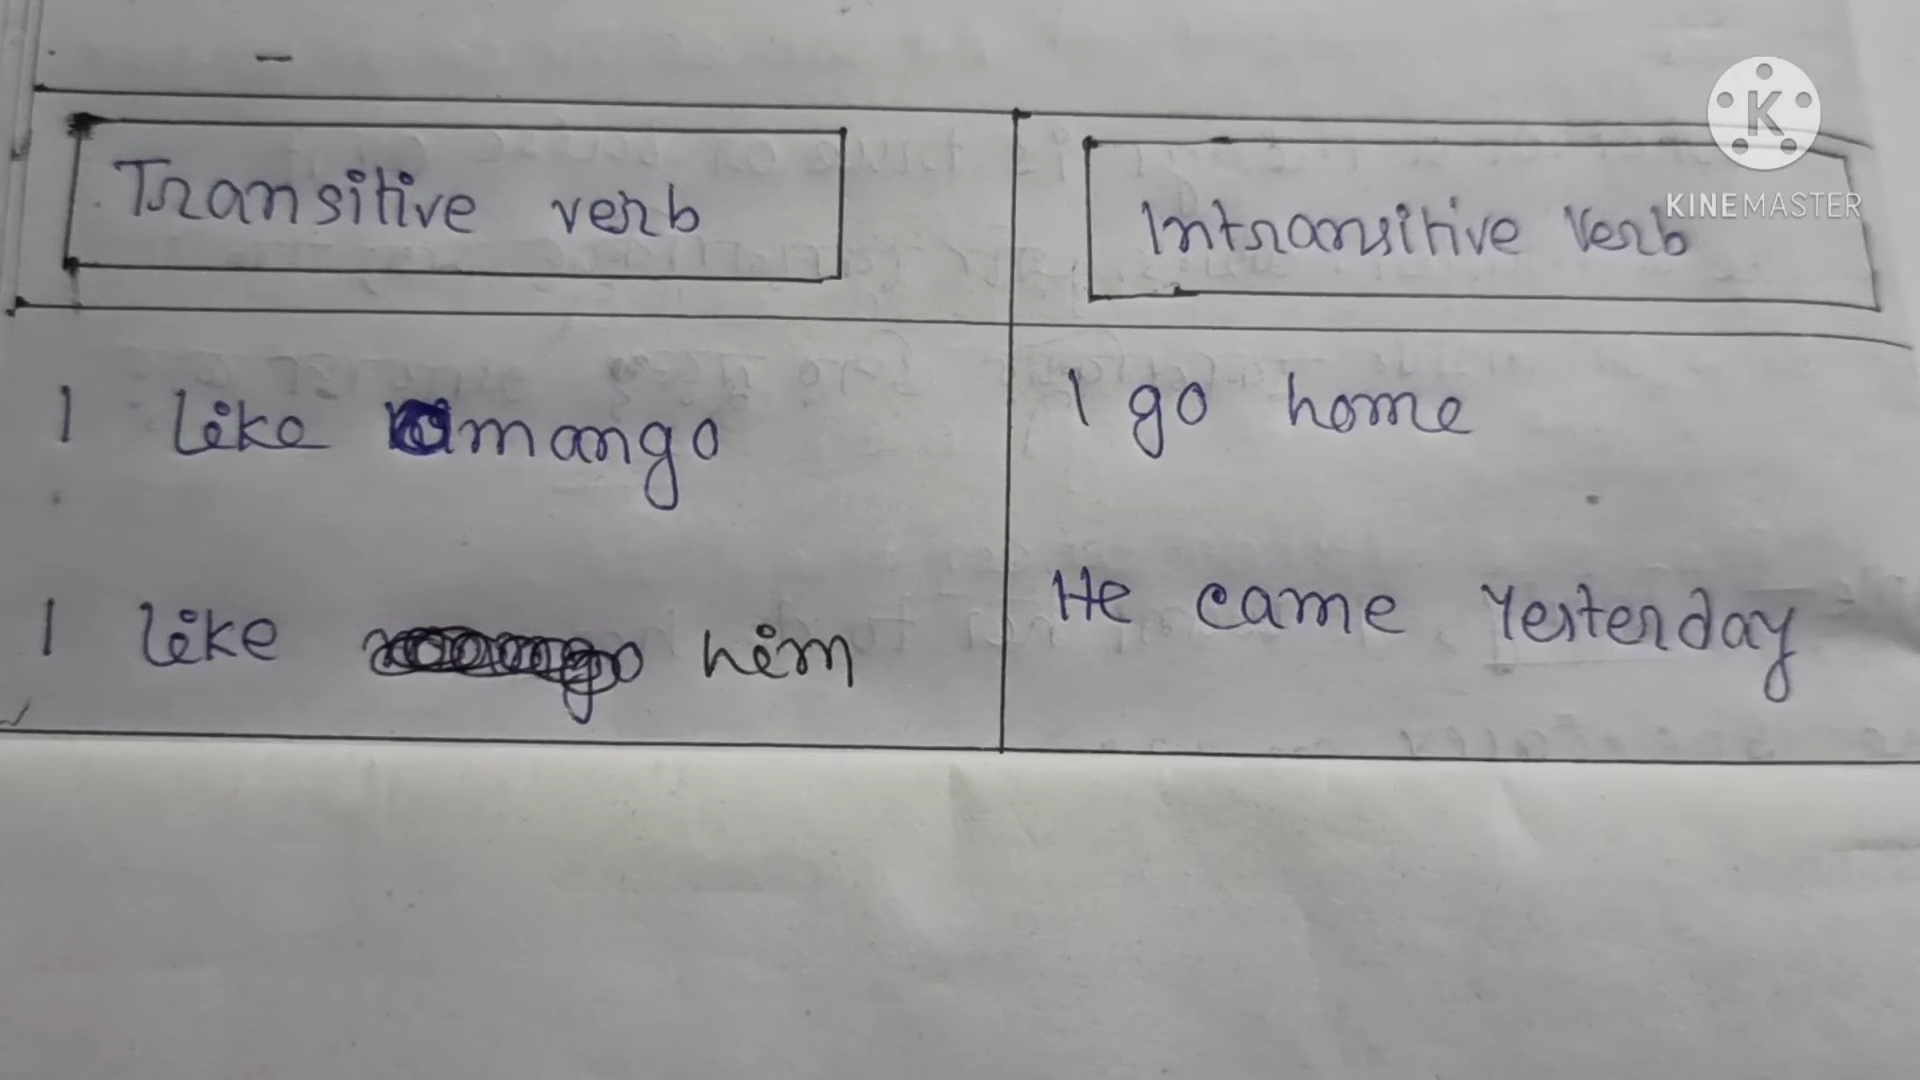 Transitive verb
Intransitive Verb
I like mango
I go home
I like him
He came Yesterday
K
KINEMASTER